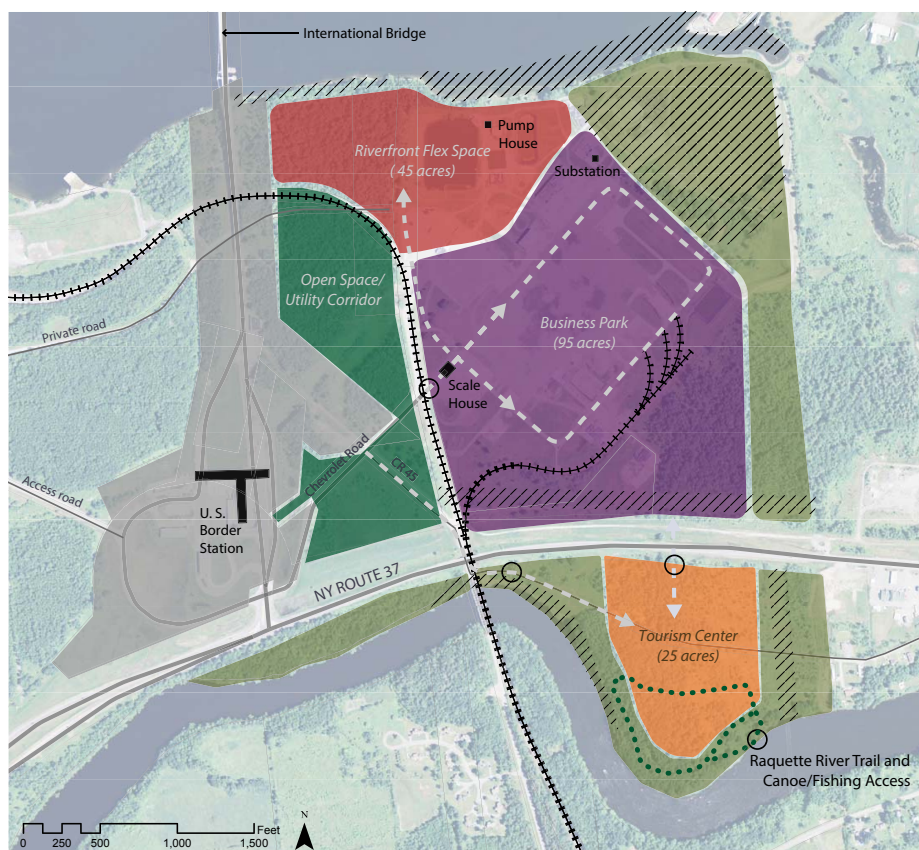 International Bridge
Pump
House
Riverfront Flex Space
( 45 acres)
Substation
Open Space/
Utility Corridor
Business Park
(95 acres)
Private road
Scale
House
Chevrolet Road
CR 45
Access road
U. S.
Border
Station
NY ROUTE 37
Tourism Center
(25 acres)
Raquette River Trail and
Canoe/Fishing Access
N
Feet
0 250 500 1,000 1,500